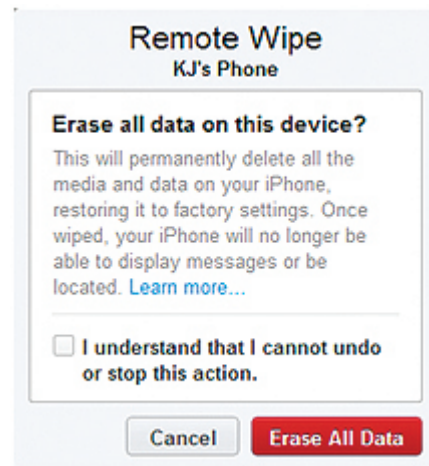 Remote Wipe
KJ's Phone
Erase all data on this device?
This will permanently delete all the
media and data on your iPhone,
restoring it to factory settings. Once
wiped, your iPhone will no longer be
able to display messages or be
located. Learn more...
I understand that I cannot undo
or stop this action.
Cancel
Erase All Data